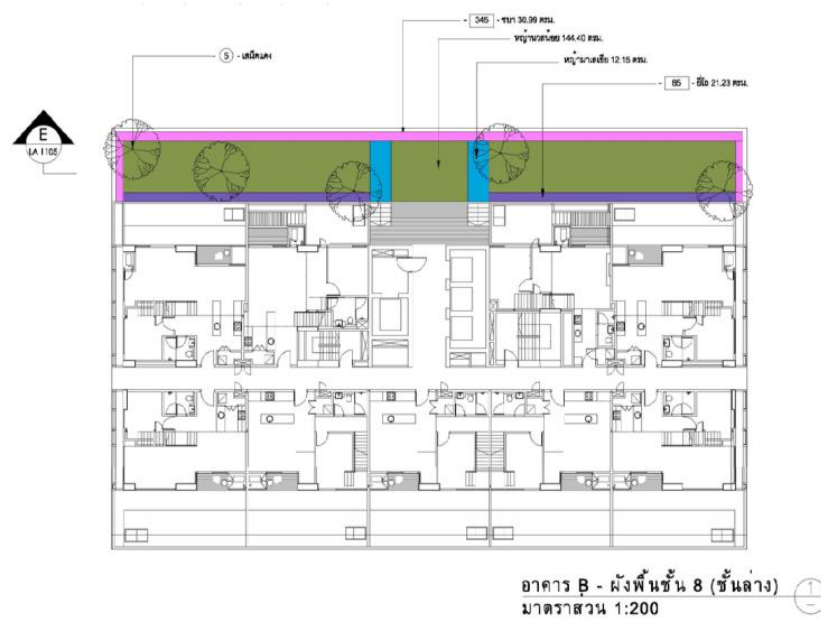 345 - ชบา 30.99 ตรม.
หญ้านวลน้อย 144.40 ตรม.
5 - เสม็ดแดง
หญ้ามาเลเซีย 12.15 ตรม.
85 - ยี่โถ 21.23 ตรม.
E
LA 1105
อาคาร B - ผังพื้นชั้น 8 (ชั้นล่าง)
1
มาตราส่วน 1:200